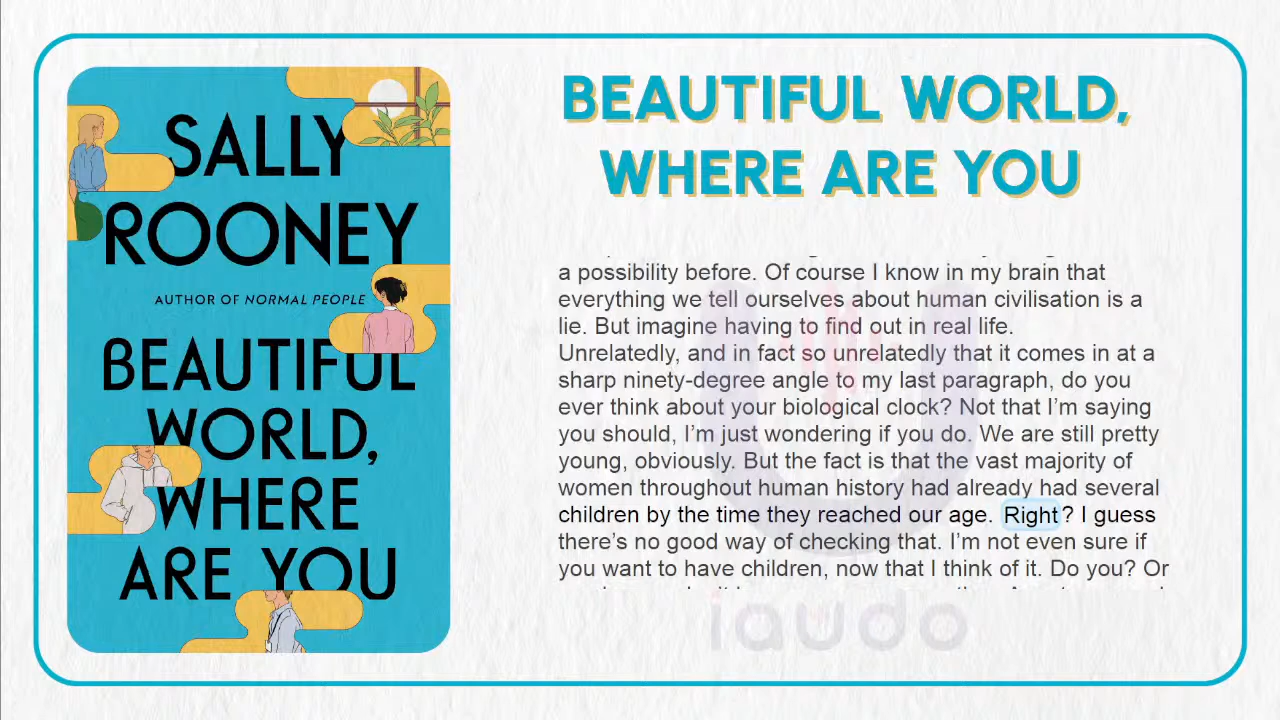 SALLY
ROONEY
AUTHOR OF NORMAL PEOPLE
BEAUTIFUL
WORLD,
WHERE
ARE YOU
BEAUTIFUL WORLD,
WHERE ARE YOU
a possibility before. Of course I know in my brain that
everything we tell ourselves about human civilisation is a
lie. But imagine having to find out in real life.
Unrelatedly, and in fact so unrelatedly that it comes in at a
sharp ninety-degree angle to my last paragraph, do you
ever think about your biological clock? Not that I’m saying
you should, I’m just wondering if you do. We are still pretty
young, obviously. But the fact is that the vast majority of
women throughout human history had already had several
children by the time they reached our age. Right? I guess
there’s no good way of checking that. I’m not even sure if
you want to have children, now that I think of it. Do you? Or
iaudo